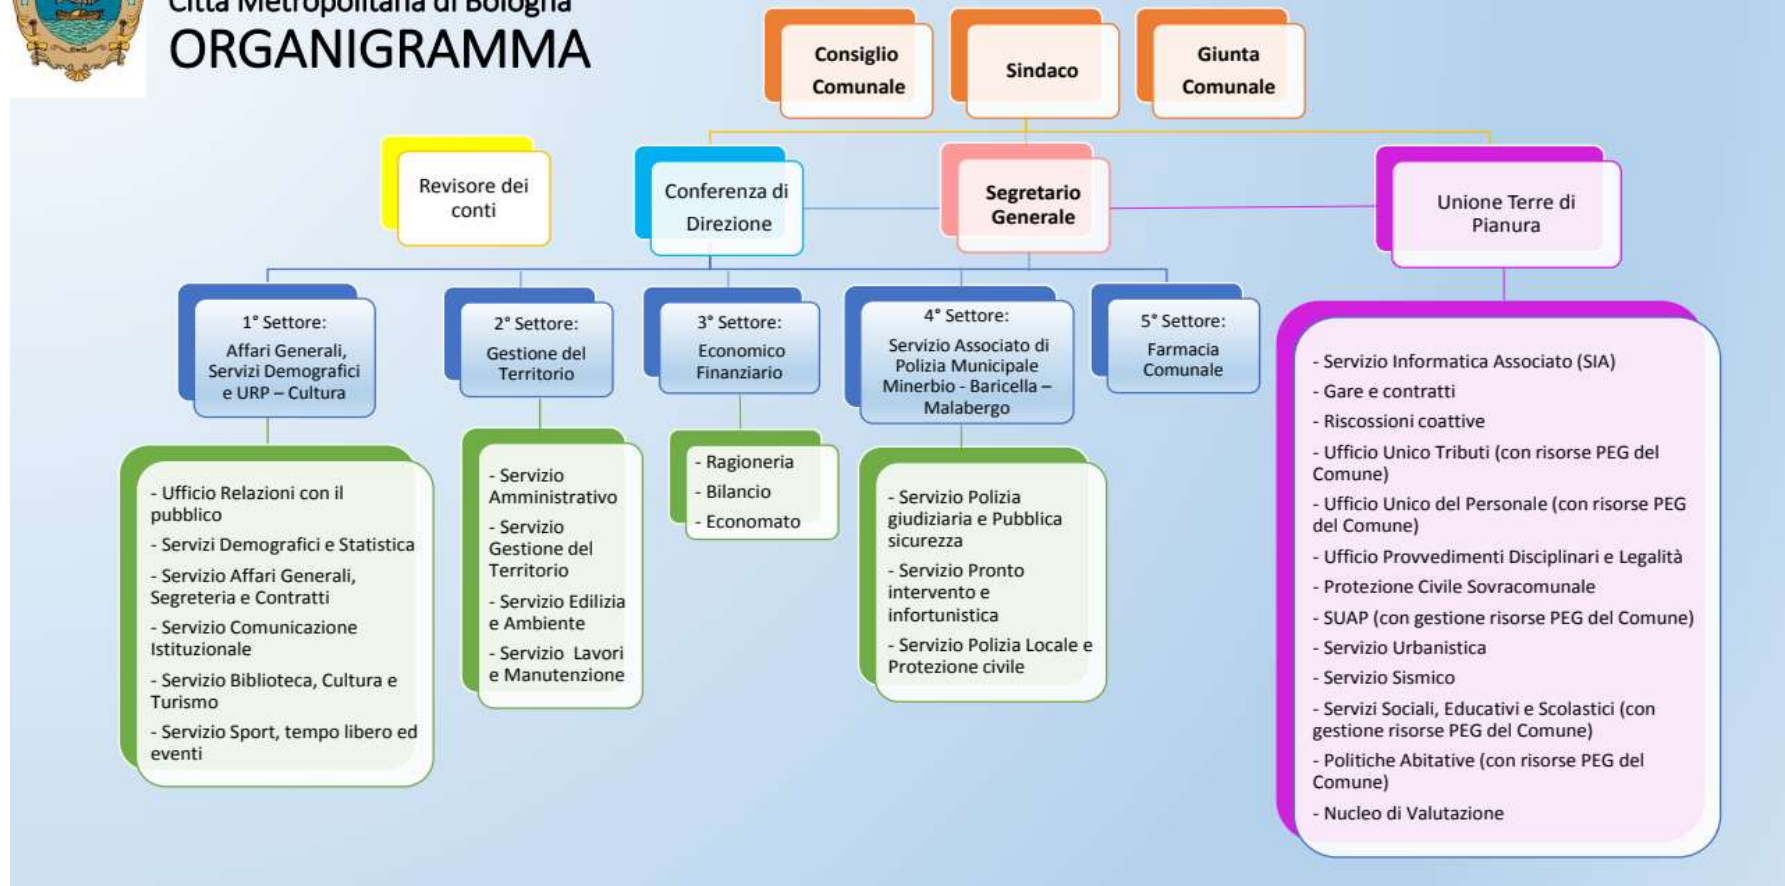 Città Metropolitana di Bologna
ORGANIGRAMMA
Consiglio
Comunale
Sindaco
Giunta
Comunale
Revisore dei
conti
Conferenza di
Direzione
Segretario
Generale
Unione Terre di
Pianura
1° Settore:
Affari Generali,
Servizi Demografici
e URP – Cultura
2° Settore:
Gestione del
Territorio
3° Settore:
Economico
Finanziario
4° Settore:
Servizio Associato di
Polizia Municipale
Minerbio - Baricella –
Malabergo
5° Settore:
Farmacia
Comunale
- Ufficio Relazioni con il
pubblico
- Servizi Demografici e Statistica
- Servizio Affari Generali,
Segreteria e Contratti
- Servizio Comunicazione
Istituzionale
- Servizio Biblioteca, Cultura e
Turismo
- Servizio Sport, tempo libero ed
eventi
- Servizio
Amministrativo
- Servizio
Gestione del
Territorio
- Servizio Edilizia
e Ambiente
- Servizio  Lavori
e Manutenzione
- Ragioneria
- Bilancio
- Economato
- Servizio Polizia
giudiziaria e Pubblica
sicurezza
- Servizio Pronto
intervento e
infortunistica
- Servizio Polizia Locale e
Protezione civile
- Servizio Informatica Associato (SIA)
- Gare e contratti
- Riscossioni coattive
- Ufficio Unico Tributi (con risorse PEG del
Comune)
- Ufficio Unico del Personale (con risorse PEG
del Comune)
- Ufficio Provvedimenti Disciplinari e Legalità
- Protezione Civile Sovracomunale
- SUAP (con gestione risorse PEG del Comune)
- Servizio Urbanistica
- Servizio Sismico
- Servizi Sociali, Educativi e Scolastici (con
gestione risorse PEG del Comune)
- Politiche Abitative (con risorse PEG del
Comune)
- Nucleo di Valutazione